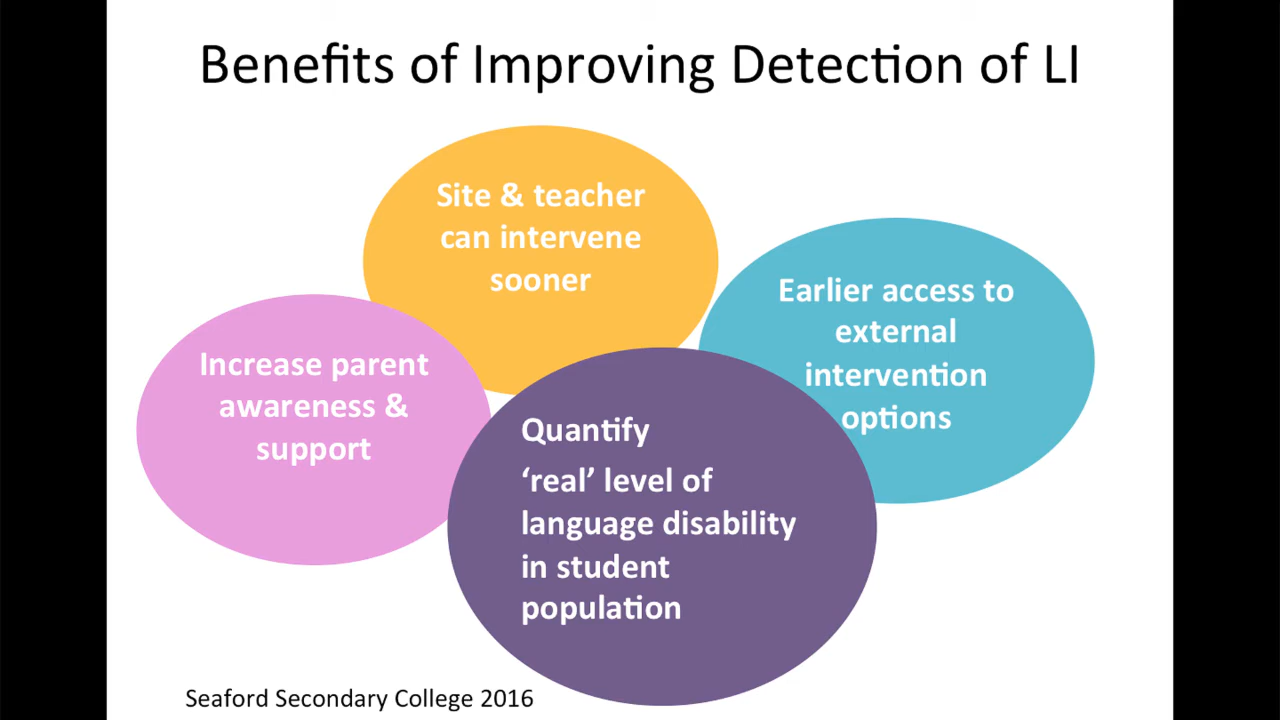 Benefits of Improving Detection of LI
Site & teacher
can intervene
sooner
Earlier access to
external
intervention
options
Increase parent
awareness &
support
Quantify
‘real’ level of
language disability
in student
population
Seaford Secondary College 2016